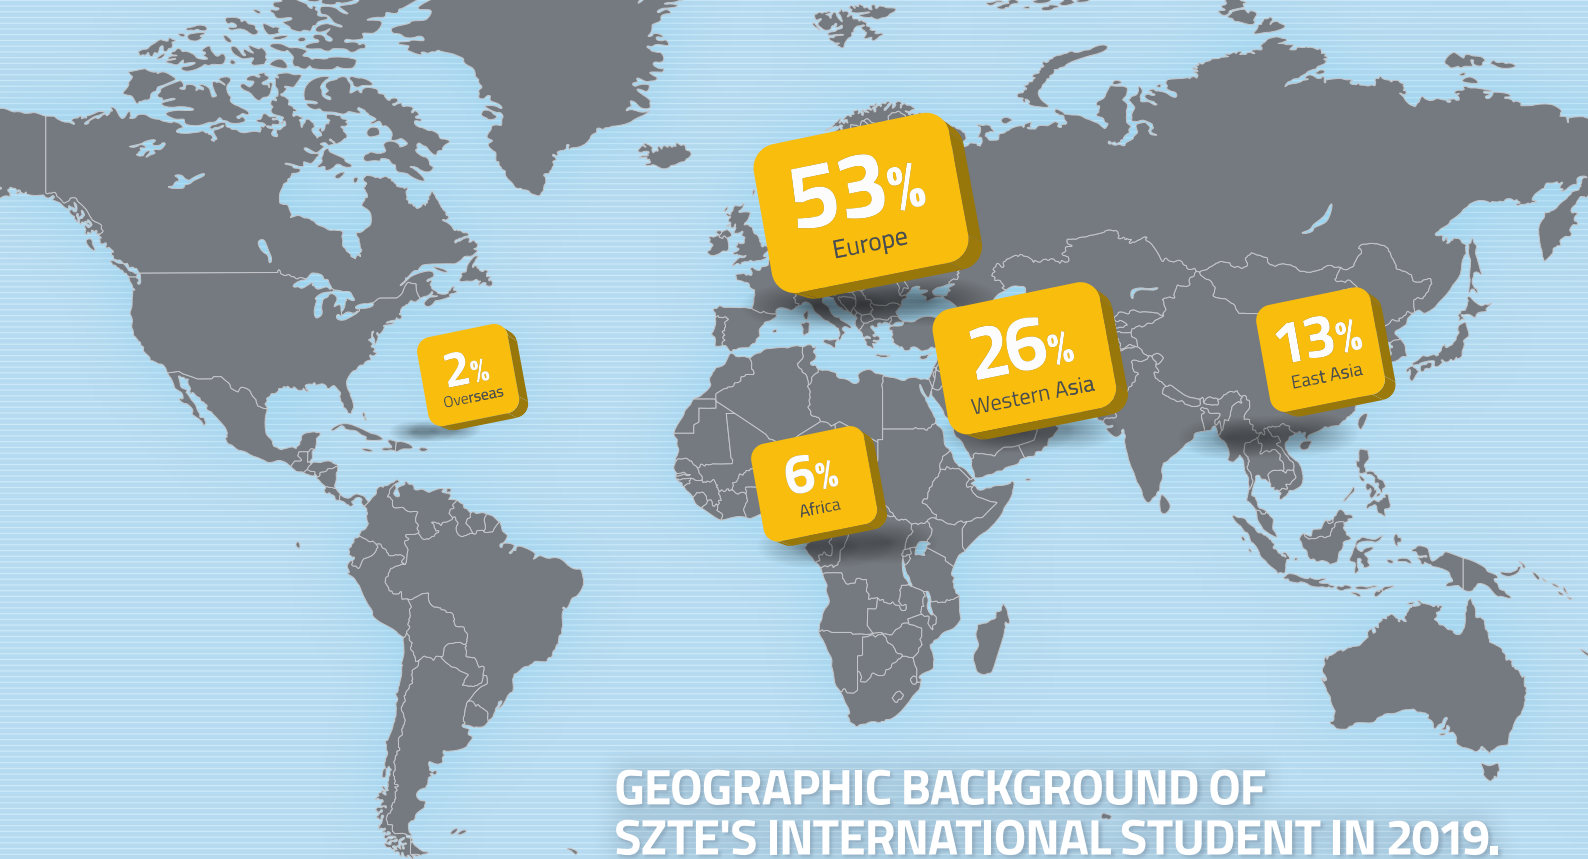 53%
Europe
26%
Western Asia
13%
East Asia
2%
Overseas
6%
Africa
GEOGRAPHIC BACKGROUND OF
SZTE'S INTERNATIONAL STUDENT IN 2019.